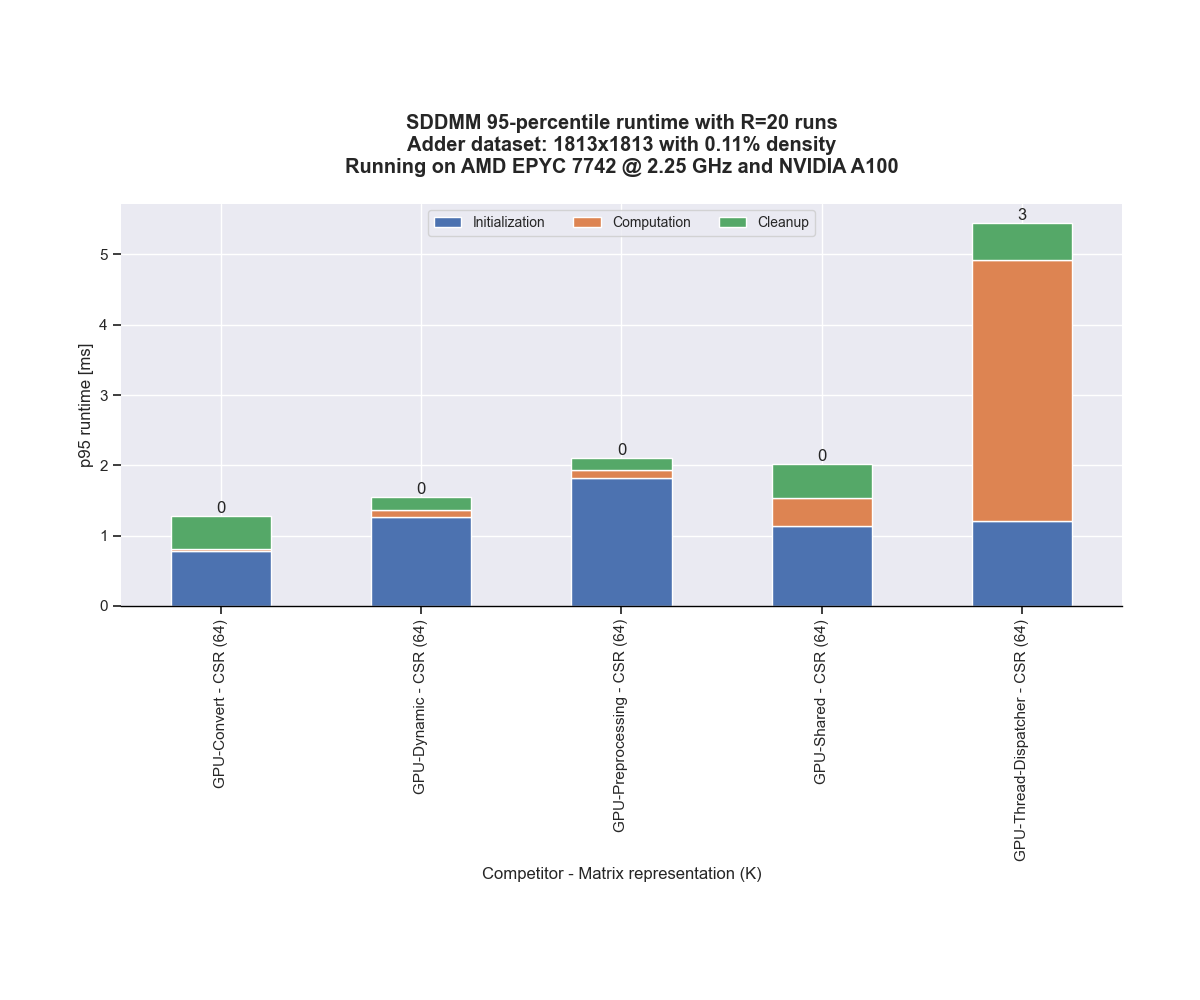 SDDMM 95-percentile runtime with R=20 runs
Adder dataset: 1813x1813 with 0.11% density
Running on AMD EPYC 7742 @ 2.25 GHz and NVIDIA A100
Initialization
Computation
Cleanup
p95 runtime [ms]
5
4
3
2
1
0
0
0
0
0
3
GPU-Convert - CSR (64)
GPU-Dynamic - CSR (64)
GPU-Preprocessing - CSR (64)
GPU-Shared - CSR (64)
GPU-Thread-Dispatcher - CSR (64)
Competitor - Matrix representation (K)